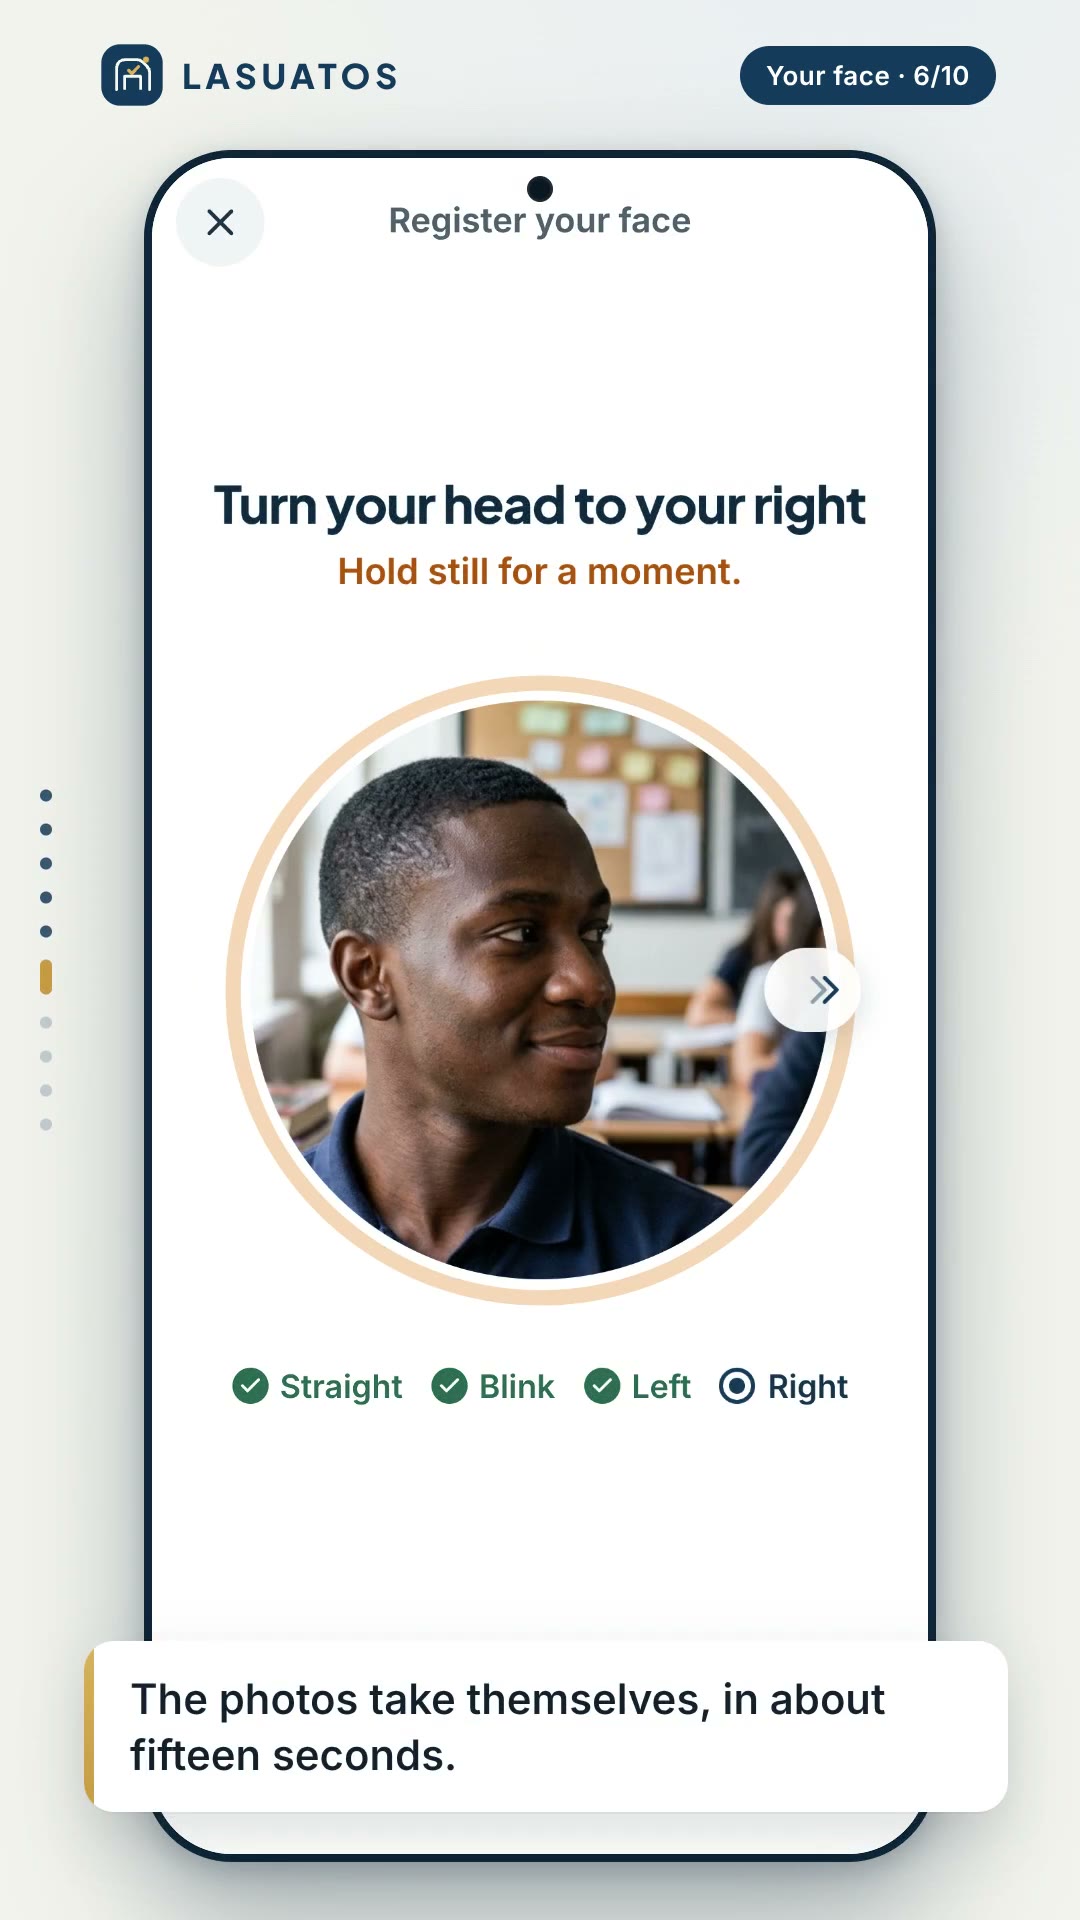 LASUATOS
Your face · 6/10
Register your face
Turn your head to your right
Hold still for a moment.
Straight
Blink
Left
Right
The photos take themselves, in about
fifteen seconds.